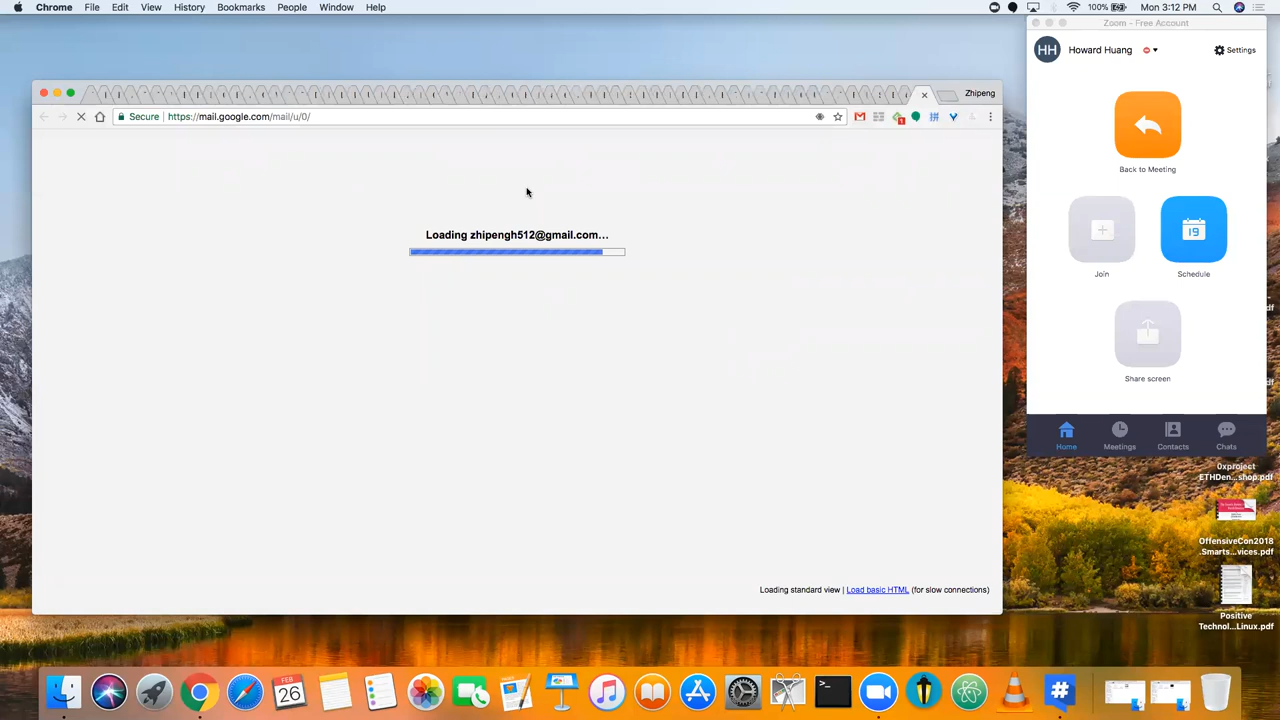 Chrome File Edit View History Bookmarks People Window Help
100% Mon 3:12 PM
Zoom - Free Account
HH Howard Huang Settings
Zhipeng
Secure https://mail.google.com/mail/u/0/
1
Back to Meeting
Loading zhipengh512@gmail.com...
19
Join Schedule
Share screen
Home Meetings Contacts Chats
0xproject
ETHDen...shop.pdf
OffensiveCon2018
.Smarts...vices.pdf
Loading standard view | Load basic HTML (for slow connections)
Positive
Technol...Linux.pdf
FEB
26